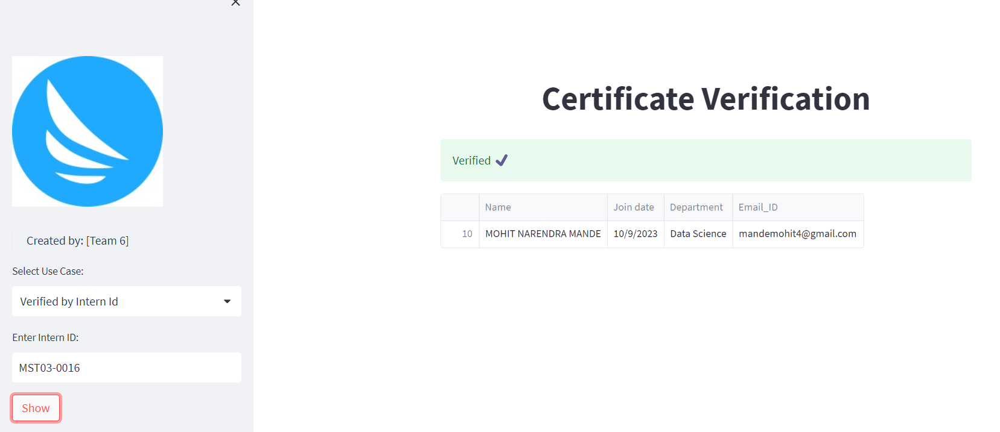 Created by: [Team 6]
Select Use Case:
Verified by Intern Id
Enter Intern ID:
MST03-0016
Show
Certificate Verification
Verified ✔
Name Join date Department Email_ID
10 MOHIT NARENDRA MANDE 10/9/2023 Data Science mandemohit4@gmail.com